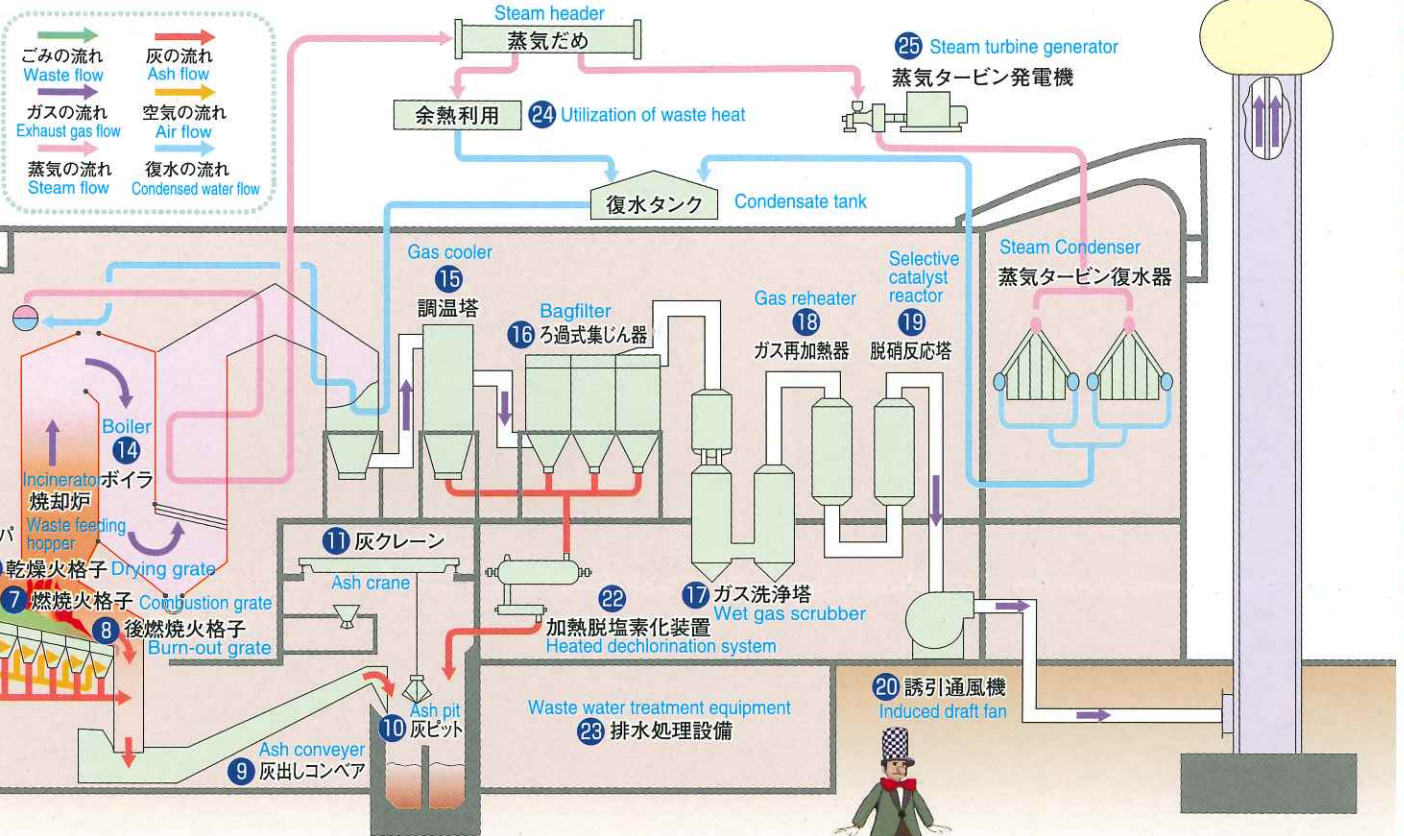 ごみの流れ
Waste flow
灰の流れ
Ash flow
ガスの流れ
Exhaust gas flow
空気の流れ
Air flow
蒸気の流れ
Steam flow
復水の流れ
Condensed water flow
Steam header
蒸気だめ
25 Steam turbine generator
蒸気タービン発電機
余熱利用
24 Utilization of waste heat
復水タンク
Condensate tank
Gas cooler
15
調温塔
Bagfilter
16 ろ過式集じん器
Gas reheater
18
ガス再加熱器
Selective
catalyst
reactor
19
脱硝反応塔
Steam Condenser
蒸気タービン復水器
Boiler
14
ボイラ
Incinerator
焼却炉
パ
Waste feeding
hopper
乾燥火格子 Drying grate
7 燃焼火格子 Combustion grate
8 後燃焼火格子
Burn-out grate
11 灰クレーン
Ash crane
22
加熱脱塩素化装置
Heated dechlorination system
17 ガス洗浄塔
Wet gas scrubber
Ash pit
10 灰ピット
Ash conveyer
9 灰出しコンベア
Waste water treatment equipment
23 排水処理設備
20 誘引通風機
Induced draft fan